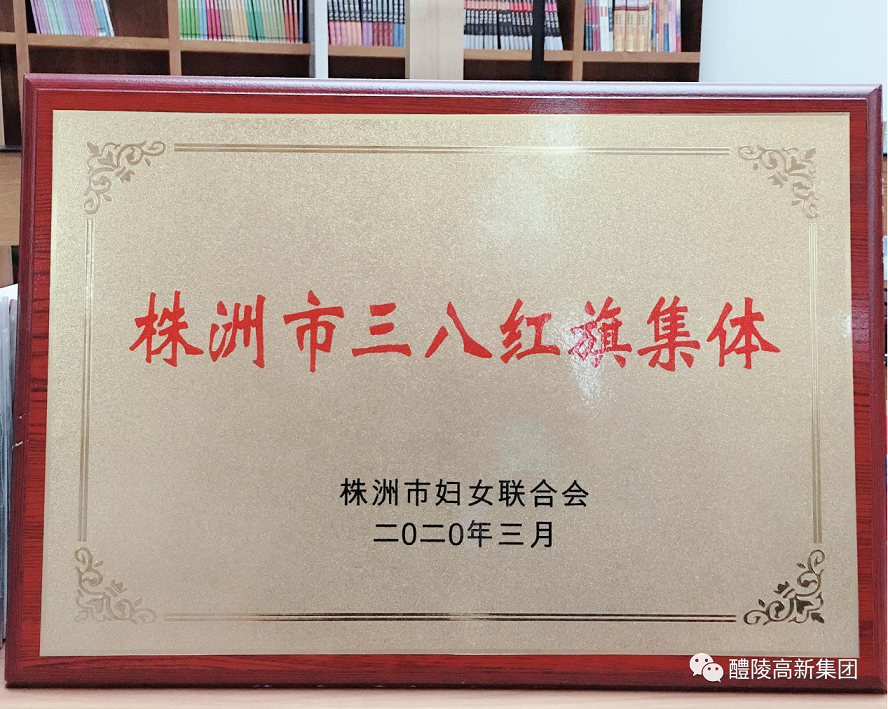 株洲市三八红旗集体
株洲市妇女联合会
二0二0年三月
醴陵高新集团